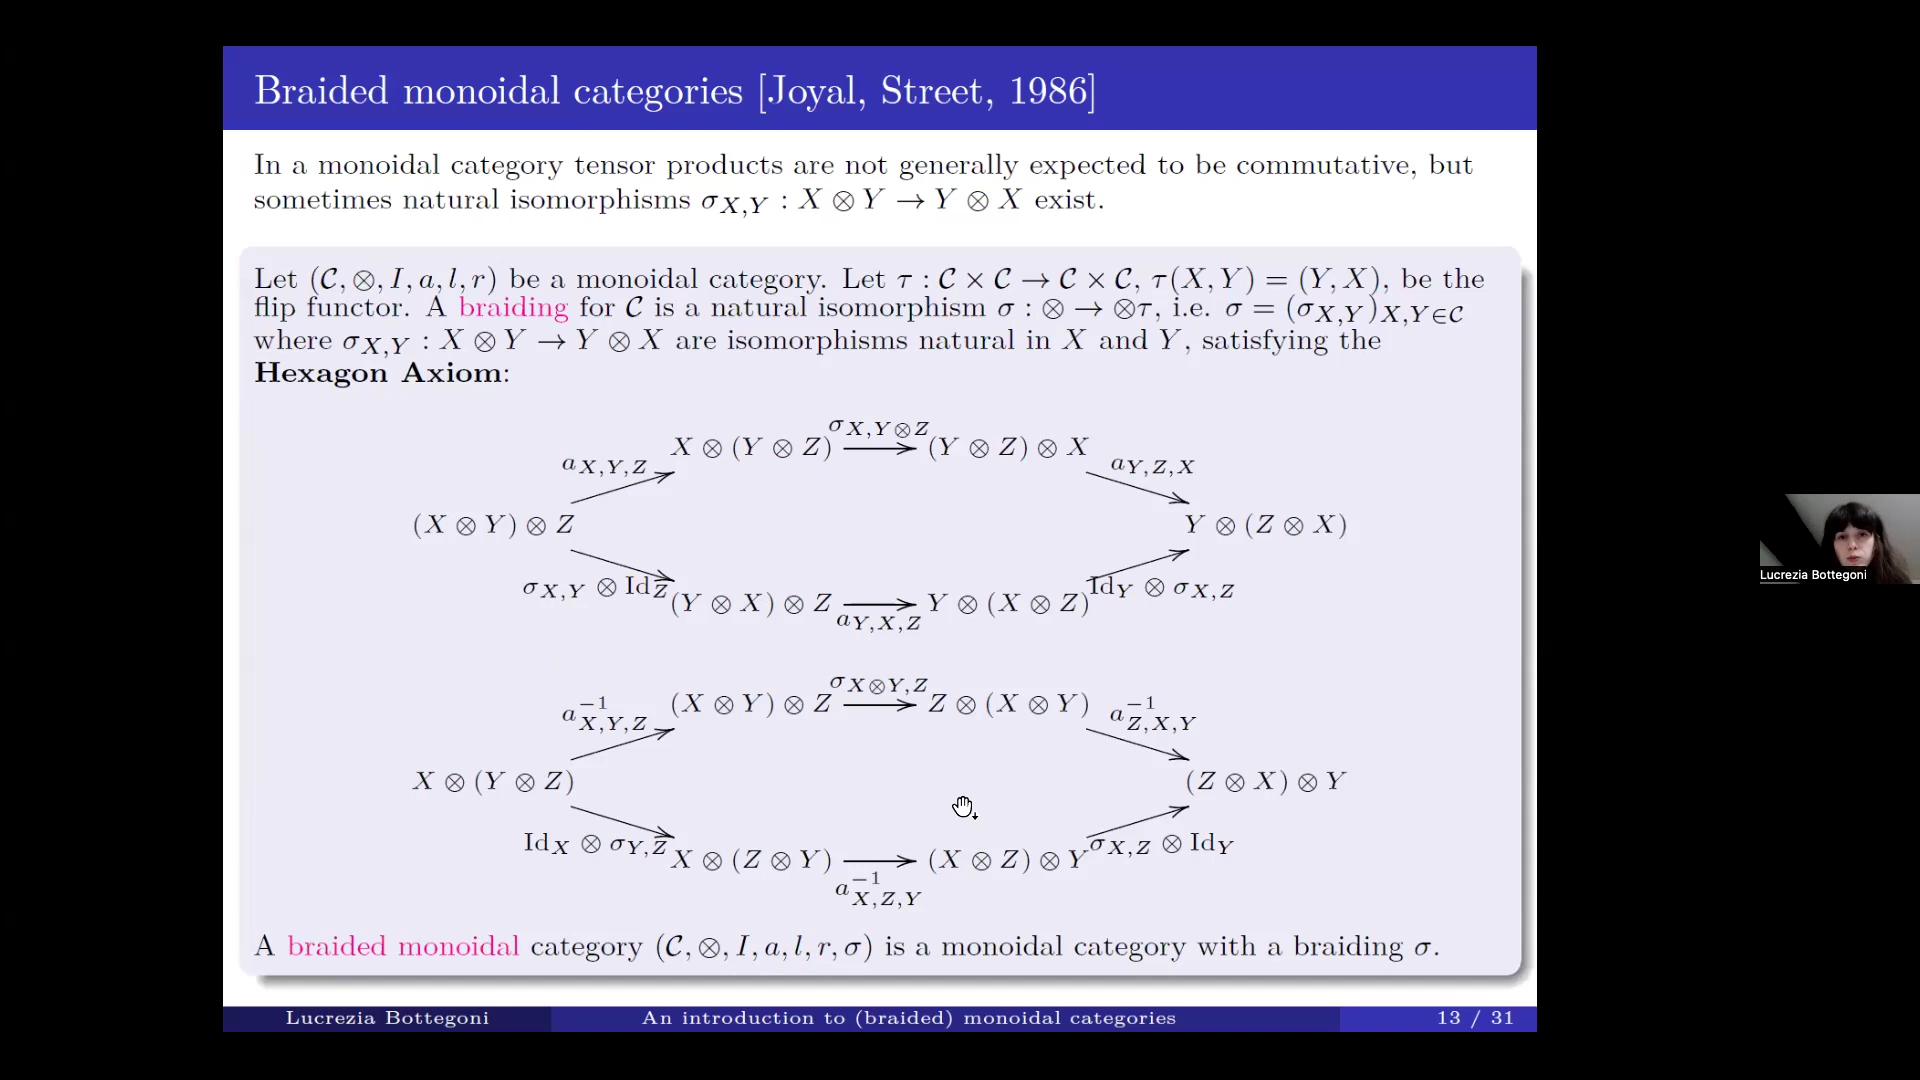 Braided monoidal categories [Joyal, Street, 1986]
In a monoidal category tensor products are not generally expected to be commutative, but
sometimes natural isomorphisms σ_{X,Y} : X ⊗ Y → Y ⊗ X exist.
Let (𝒞, ⊗, I, a, l, r) be a monoidal category. Let τ : 𝒞 × 𝒞 → 𝒞 × 𝒞, τ(X, Y) = (Y, X), be the
flip functor. A braiding for 𝒞 is a natural isomorphism σ : ⊗ → ⊗τ, i.e. σ = (σ_{X,Y})_{X,Y∈𝒞}
where σ_{X,Y} : X ⊗ Y → Y ⊗ X are isomorphisms natural in X and Y, satisfying the
Hexagon Axiom:
σ_{X,Y⊗Z}
X ⊗ (Y ⊗ Z) → (Y ⊗ Z) ⊗ X
a_{X,Y,Z} a_{Y,Z,X}
(X ⊗ Y) ⊗ Z Y ⊗ (Z ⊗ X)
σ_{X,Y} ⊗ Id_Z Id_Y ⊗ σ_{X,Z}
(Y ⊗ X) ⊗ Z → Y ⊗ (X ⊗ Z)
a_{Y,X,Z}
σ_{X⊗Y,Z}
(X ⊗ Y) ⊗ Z → Z ⊗ (X ⊗ Y)
a^{-1}_{X,Y,Z} a^{-1}_{Z,X,Y}
X ⊗ (Y ⊗ Z) (Z ⊗ X) ⊗ Y
Id_X ⊗ σ_{Y,Z} σ_{X,Z} ⊗ Id_Y
X ⊗ (Z ⊗ Y) → (X ⊗ Z) ⊗ Y
a^{-1}_{X,Z,Y}
A braided monoidal category (𝒞, ⊗, I, a, l, r, σ) is a monoidal category with a braiding σ.
Lucrezia Bottegoni An introduction to (braided) monoidal categories 13 / 31
Lucrezia Bottegoni